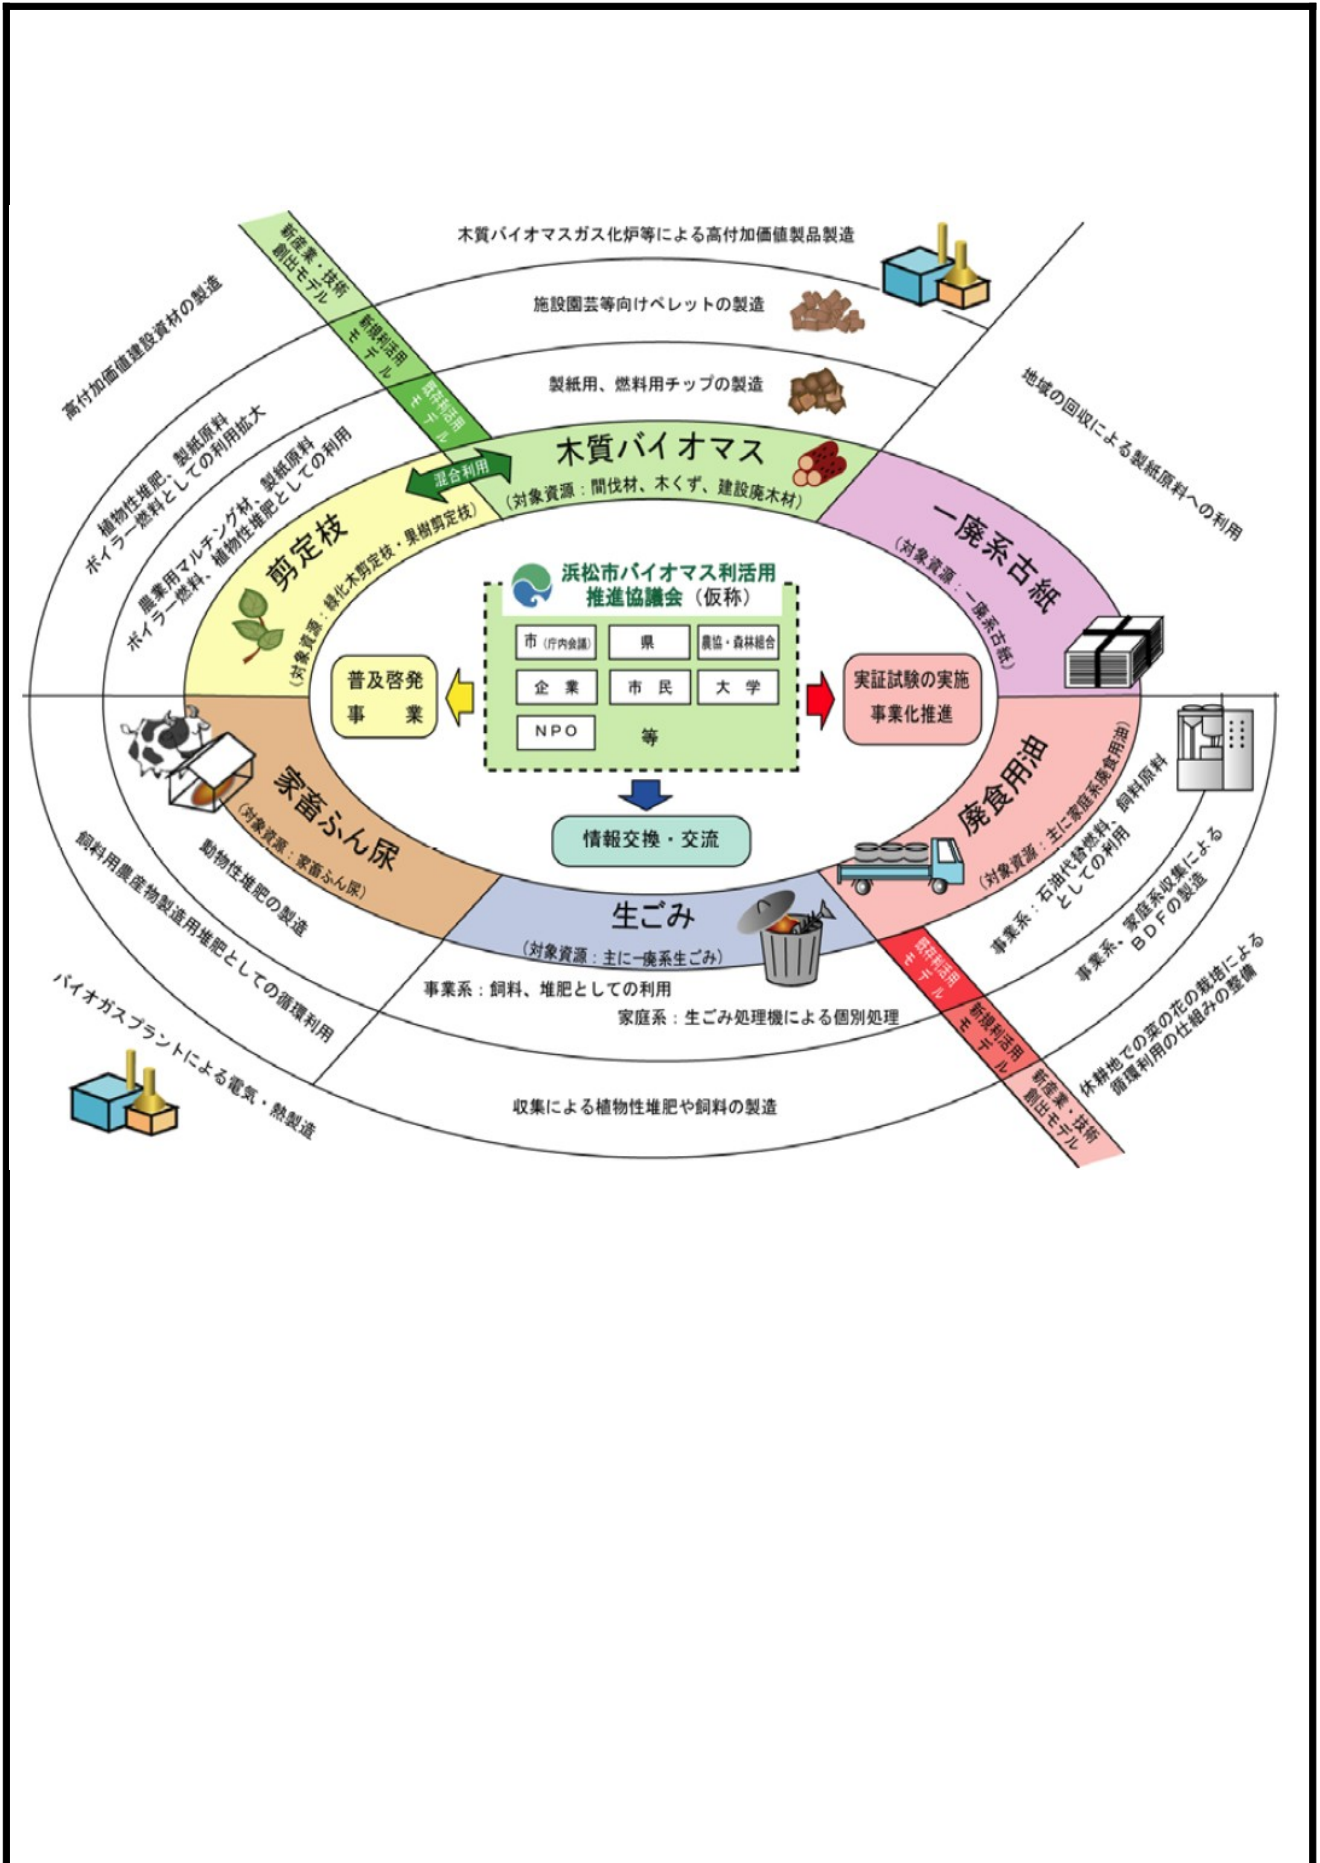 木質バイオマスガス化炉等による高付加価値製品製造
施設園芸等向けペレットの製造
製紙用、燃料用チップの製造
新産業・技術
創出モデル
新規利活用
モデル
既存利活用
モデル
高付加価値建設資材の製造
植物性堆肥、製紙原料
ボイラー燃料としての利用拡大
農業用マルチング材、製紙原料
ボイラー燃料、植物性堆肥としての利用
混合利用
木質バイオマス
(対象資源：間伐材、木くず、建設廃木材)
地域の回収による製紙原料への利用
一廃系古紙
(対象資源：一廃系古紙)
剪定枝
(対象資源：緑化木剪定枝・果樹剪定枝)
浜松市バイオマス利活用
推進協議会（仮称）
市（庁内会議）
県
農協・森林組合
企業
市民
大学
NPO
等
普及啓発
事業
実証試験の実施
事業化推進
情報交換・交流
家畜ふん尿
(対象資源：家畜ふん尿)
動物性堆肥の製造
飼料用農産物製造用堆肥としての循環利用
バイオガスプラントによる電気・熱製造
生ごみ
(対象資源：主に一廃系生ごみ)
事業系：飼料、堆肥としての利用
家庭系：生ごみ処理機による個別処理
収集による植物性堆肥や飼料の製造
廃食用油
(対象資源：主に家庭系廃食用油)
事業系：石油代替燃料、飼料原料
としての利用
事業系、家庭系収集による
BDFの製造
休耕地での菜の花の栽培による
循環利用の仕組みの整備
既存利活用
モデル
新規利活用
モデル
新産業・技術
創出モデル